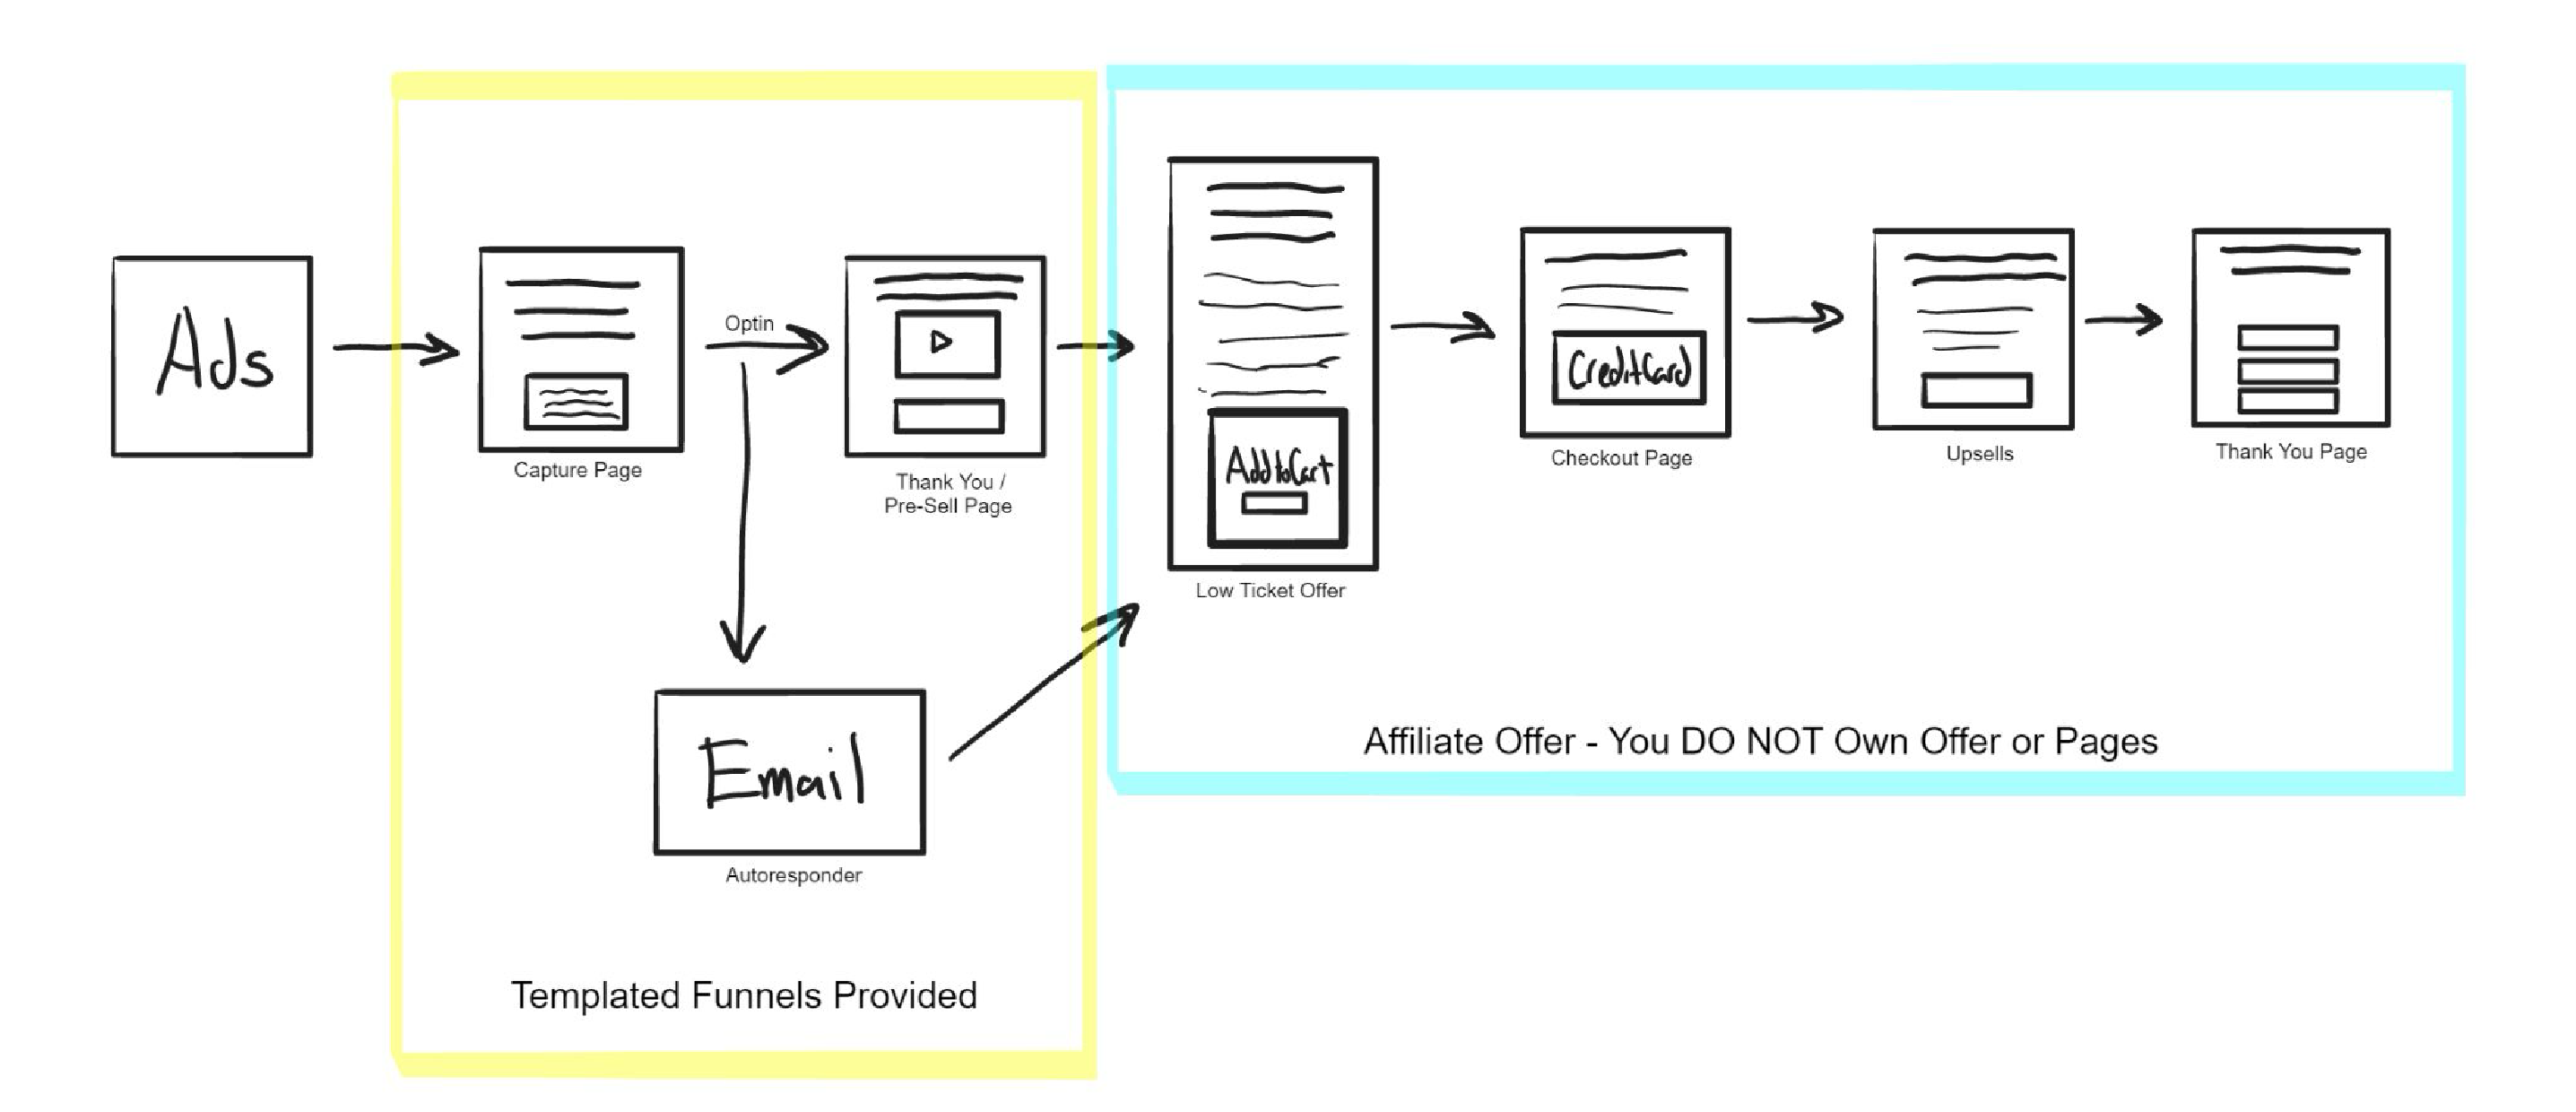 Ads
Capture Page
Optin
Thank You /
Pre-Sell Page
Email
Autoresponder
Templated Funnels Provided
Add to Cart
Low Ticket Offer
Credit Card
Checkout Page
Upsells
Thank You Page
Affiliate Offer - You DO NOT Own Offer or Pages